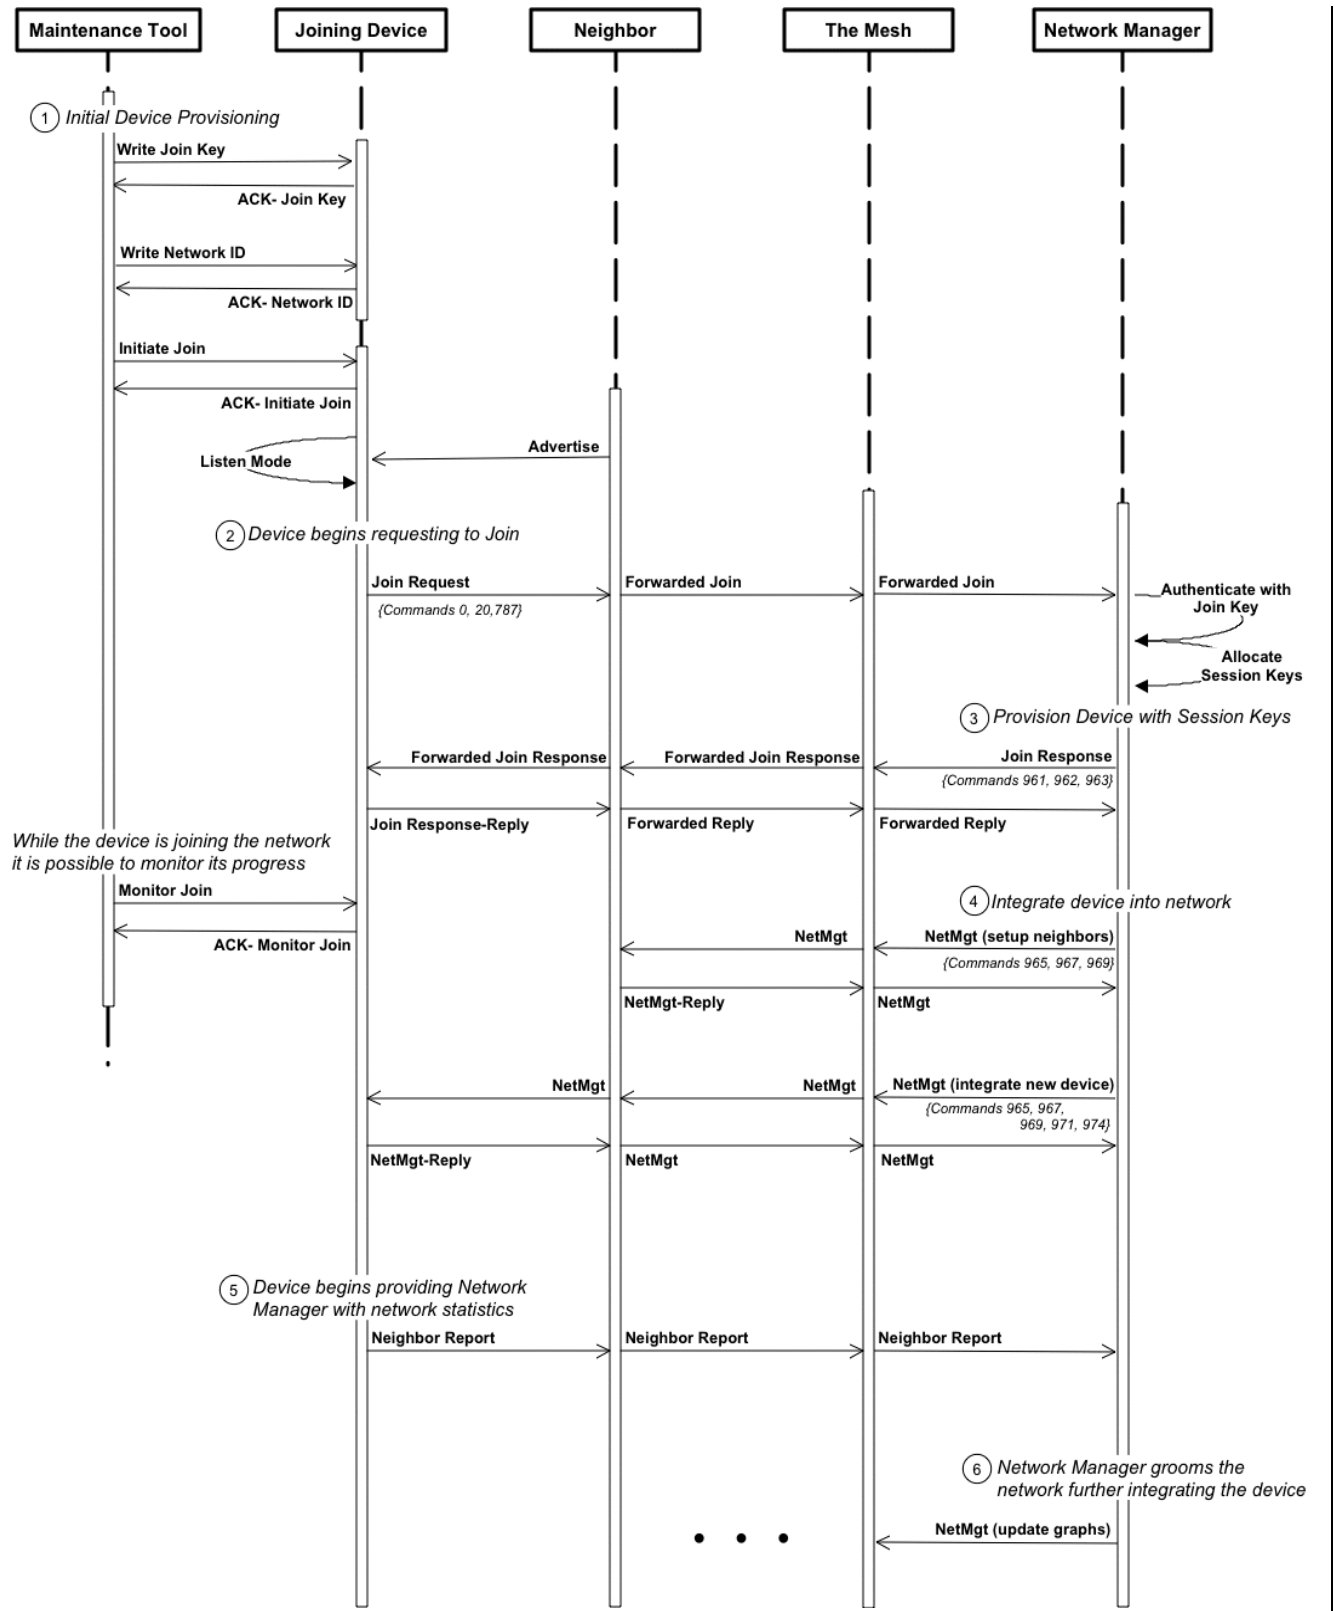 Maintenance Tool
Joining Device
Neighbor
The Mesh
Network Manager
1 Initial Device Provisioning
Write Join Key
ACK- Join Key
Write Network ID
ACK- Network ID
Initiate Join
ACK- Initiate Join
Advertise
Listen Mode
2 Device begins requesting to Join
Join Request
{Commands 0, 20,787}
Forwarded Join
Forwarded Join
Authenticate with
Join Key
Allocate
Session Keys
3 Provision Device with Session Keys
Forwarded Join Response
Forwarded Join Response
Join Response
{Commands 961, 962, 963}
Join Response-Reply
Forwarded Reply
Forwarded Reply
While the device is joining the network
it is possible to monitor its progress
Monitor Join
ACK- Monitor Join
4 Integrate device into network
NetMgt
NetMgt (setup neighbors)
{Commands 965, 967, 969}
NetMgt-Reply
NetMgt
NetMgt
NetMgt
NetMgt (integrate new device)
{Commands 965, 967,
969, 971, 974}
NetMgt-Reply
NetMgt
NetMgt
5 Device begins providing Network
Manager with network statistics
Neighbor Report
Neighbor Report
Neighbor Report
6 Network Manager grooms the
network further integrating the device
NetMgt (update graphs)
• • •